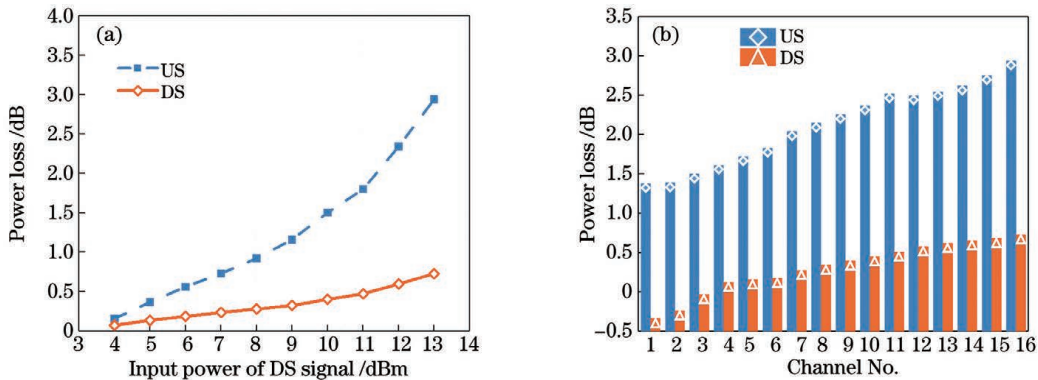 (a)
US
DS
Power loss /dB
4.0
3.5
3.0
2.5
2.0
1.5
1.0
0.5
0
3 4 5 6 7 8 9 10 11 12 13 14
Input power of DS signal /dBm
(b)
US
DS
Power loss /dB
3.5
3.0
2.5
2.0
1.5
1.0
0.5
0
−0.5
1 2 3 4 5 6 7 8 9 10 11 12 13 14 15 16
Channel No.